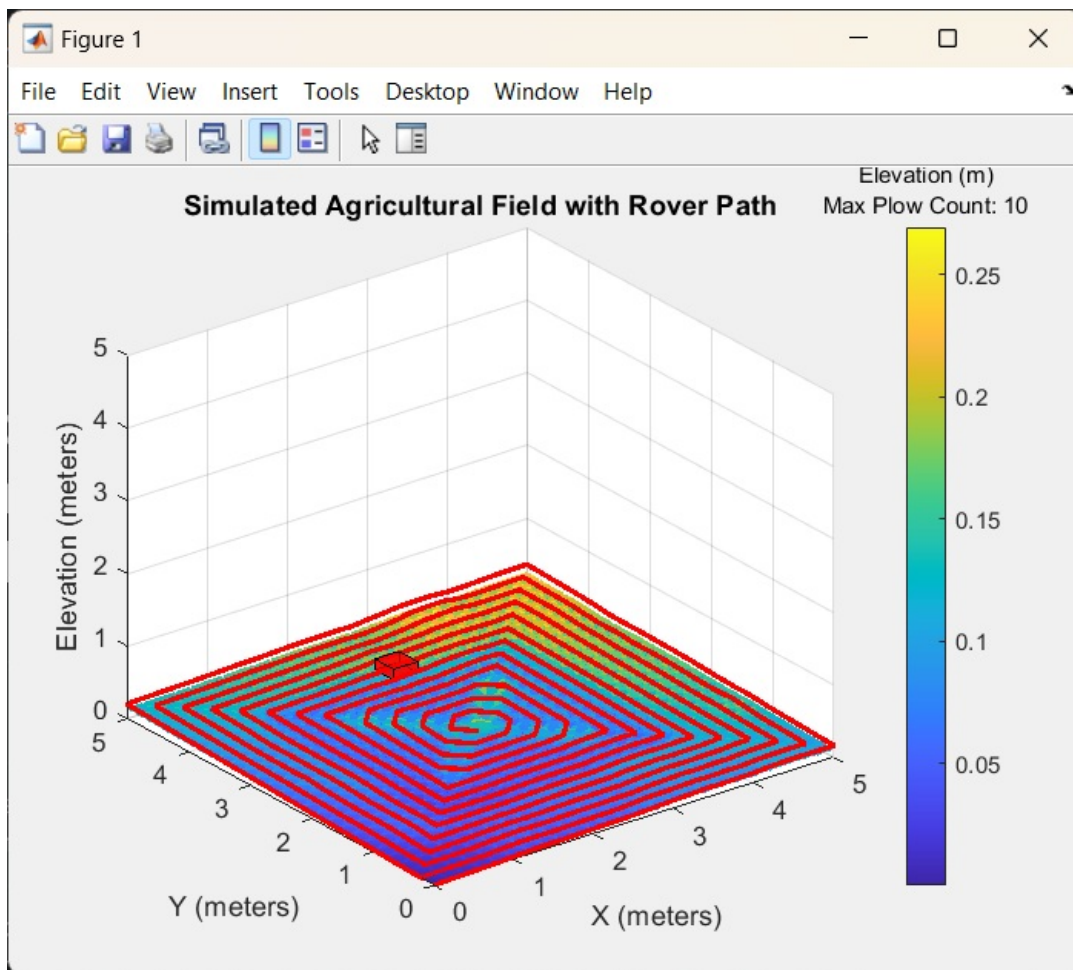 Figure 1
File Edit View Insert Tools Desktop Window Help
Elevation (m)
Max Plow Count: 10
Simulated Agricultural Field with Rover Path
0.25
0.2
0.15
0.1
0.05
Elevation (meters)
5
4
3
2
1
0
5
4
3
2
1
0
Y (meters)
0
1
2
3
4
5
X (meters)